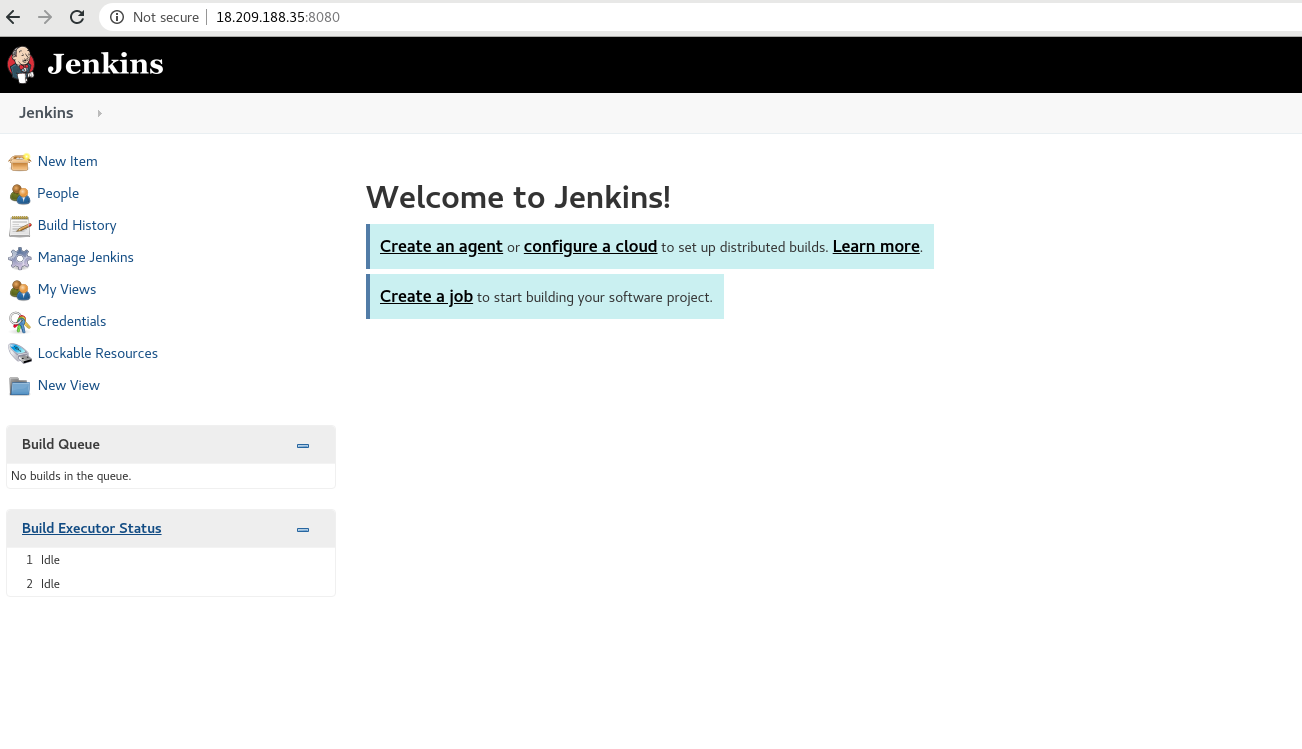 Not secure | 18.209.188.35:8080
Jenkins
Jenkins
New Item
People
Build History
Manage Jenkins
My Views
Credentials
Lockable Resources
New View
Build Queue
No builds in the queue.
Build Executor Status
1 Idle
2 Idle
Welcome to Jenkins!
Create an agent or configure a cloud to set up distributed builds. Learn more.
Create a job to start building your software project.